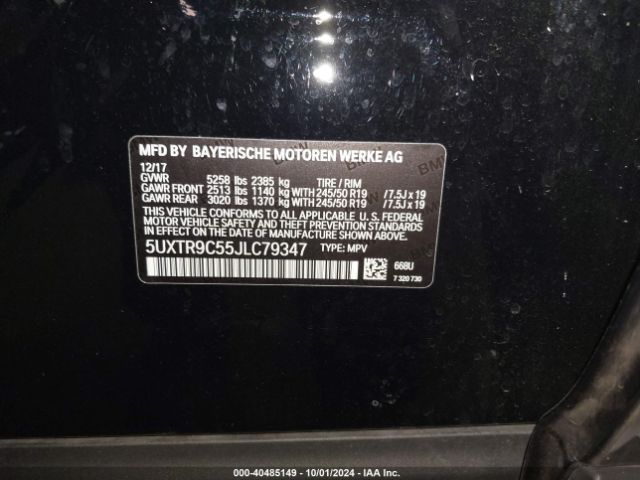 MFD BY BAYERISCHE MOTOREN WERKE AG
12/17
GVWR 5258 lbs 2385 kg TIRE / RIM
GAWR FRONT 2513 lbs 1140 kg WITH 245/50 R19 /7.5J x 19
GAWR REAR 3020 lbs 1370 kg WITH 245/50 R19 /7.5J x 19
THIS VEHICLE CONFORMS TO ALL APPLICABLE U.S. FEDERAL
MOTOR VEHICLE SAFETY AND THEFT PREVENTION STANDARDS
IN EFFECT ON THE DATE OF MANUFACTURE SHOWN ABOVE.
5UXTR9C55JLC79347 TYPE: MPV
668U
7 320 730
000-40485149 • 10/01/2024 • IAA Inc.